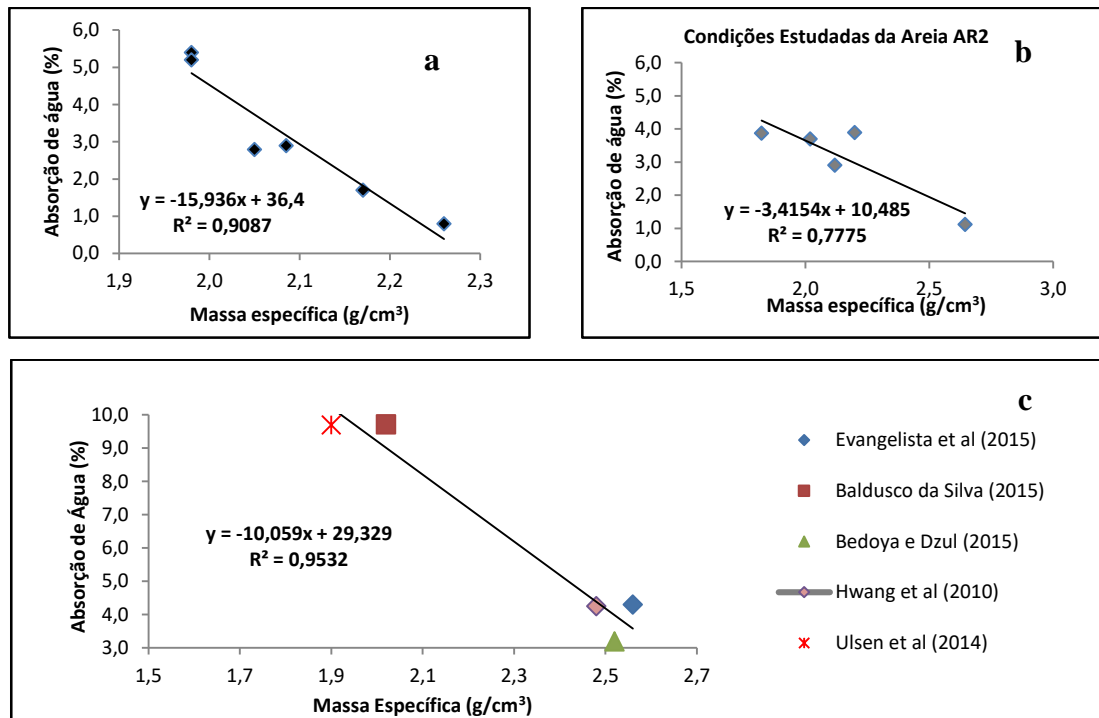 a
Absorção de água (%)
6,0
5,0
4,0
3,0
2,0
1,0
0,0
y = -15,936x + 36,4
R² = 0,9087
1,9 2,0 2,1 2,2 2,3
Massa específica (g/cm³)
Condições Estudadas da Areia AR2
b
Absorção de água (%)
6,0
5,0
4,0
3,0
2,0
1,0
0,0
y = -3,4154x + 10,485
R² = 0,7775
1,5 2,0 2,5 3,0
Massa específica (g/cm³)
c
Absorção de Água (%)
10,0
9,0
8,0
7,0
6,0
5,0
4,0
3,0
y = -10,059x + 29,329
R² = 0,9532
1,5 1,7 1,9 2,1 2,3 2,5 2,7
Massa Específica (g/cm³)
Evangelista et al (2015)
Baldusco da Silva (2015)
Bedoya e Dzul (2015)
Hwang et al (2010)
Ulsen et al (2014)